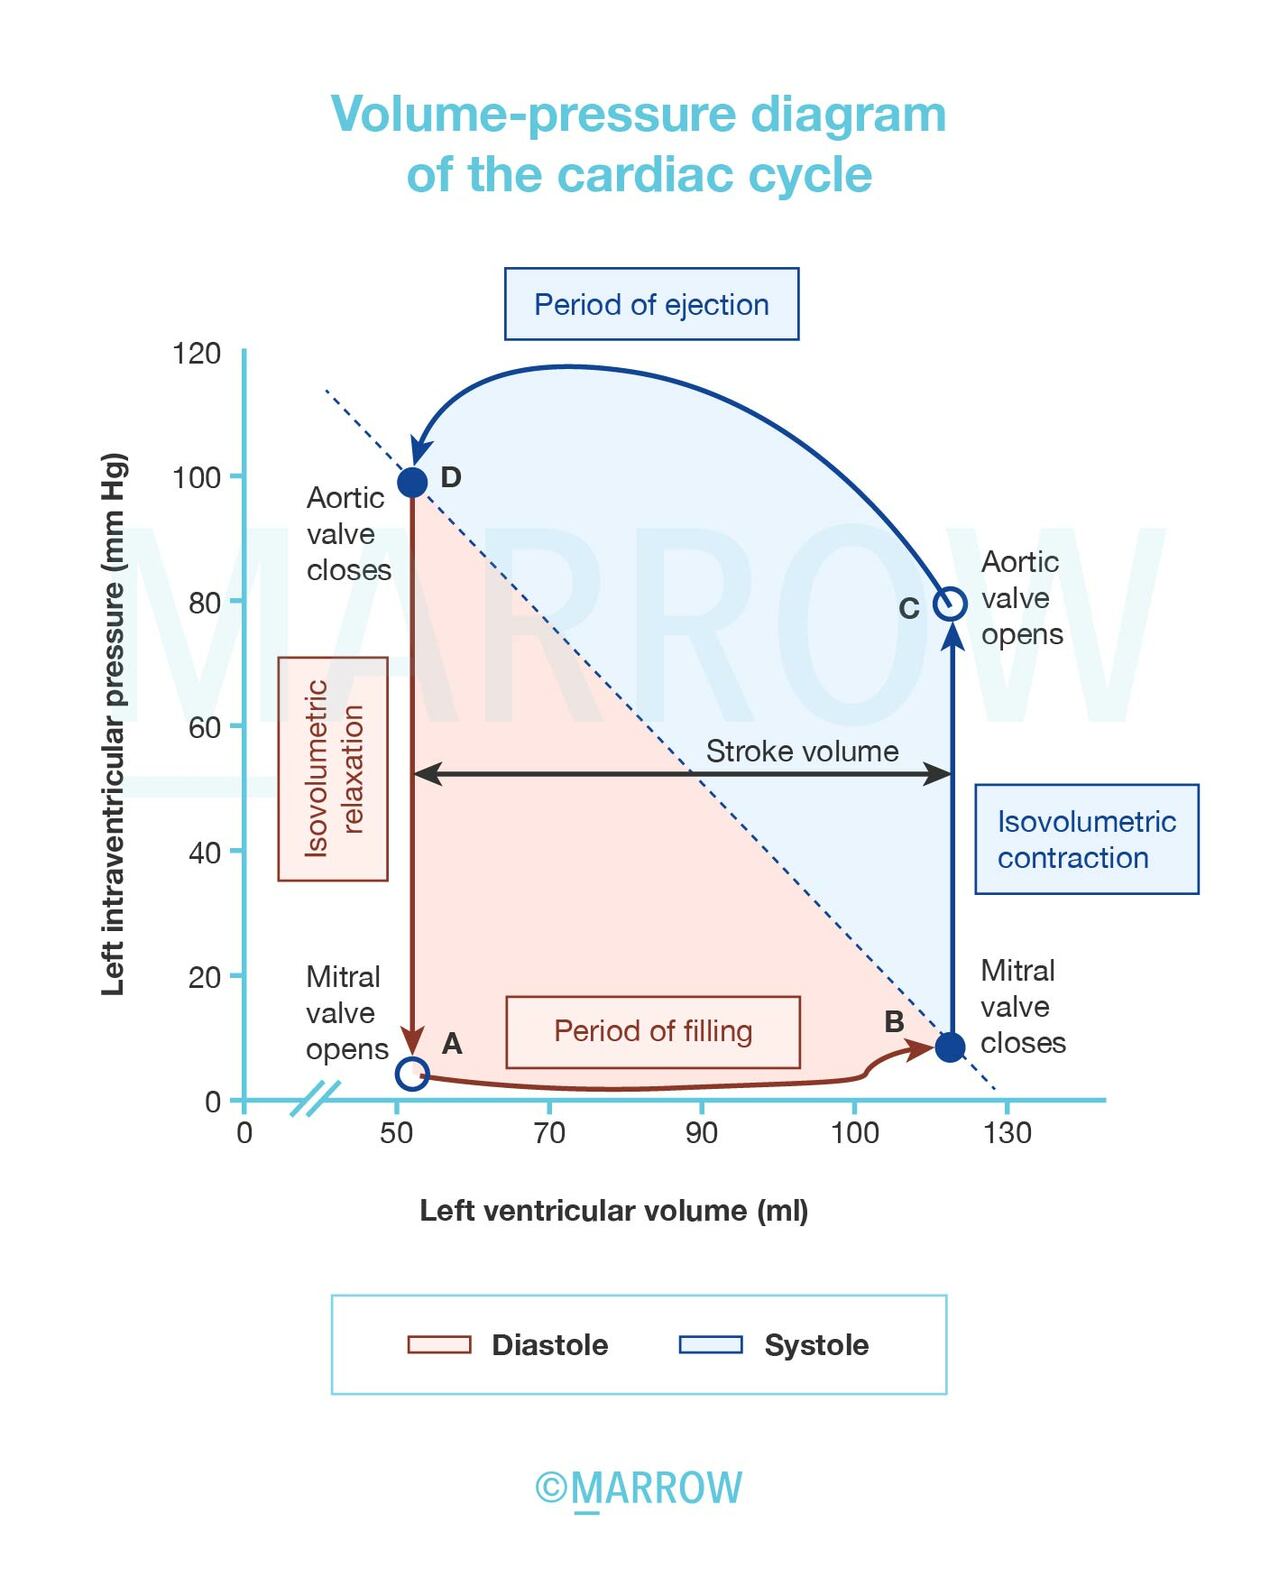 Volume-pressure diagram
of the cardiac cycle
Period of ejection
120
100
80
60
40
20
0
Left intraventricular pressure (mm Hg)
D
Aortic
valve
closes
Aortic
valve
opens
C
MARROW
Stroke volume
Isovolumetric
relaxation
Isovolumetric
contraction
Mitral
valve
opens
A
Period of filling
B
Mitral
valve
closes
0
50
70
90
100
130
Left ventricular volume (ml)
Diastole
Systole
©MARROW